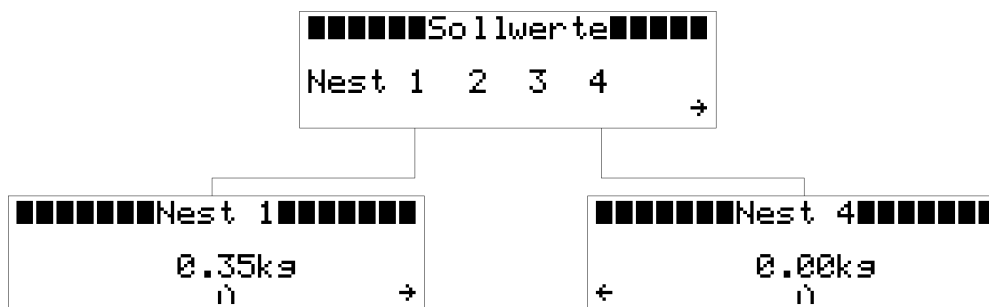 Sollwerte
Nest 1 2 3 4
→
Nest 1
0.35kg
→
Nest 4
0.00kg
←